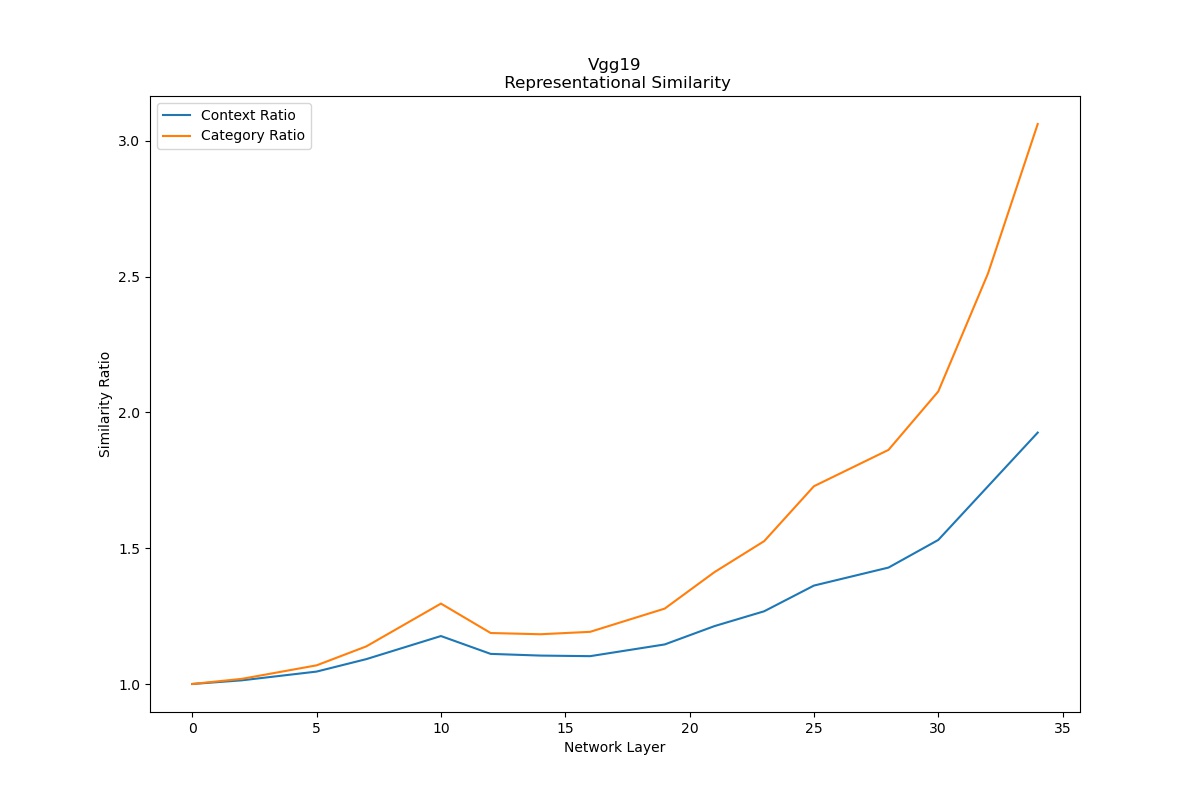 Vgg19
Representational Similarity
Context Ratio
Category Ratio
3.0
2.5
2.0
1.5
1.0
Similarity Ratio
0 5 10 15 20 25 30 35
Network Layer